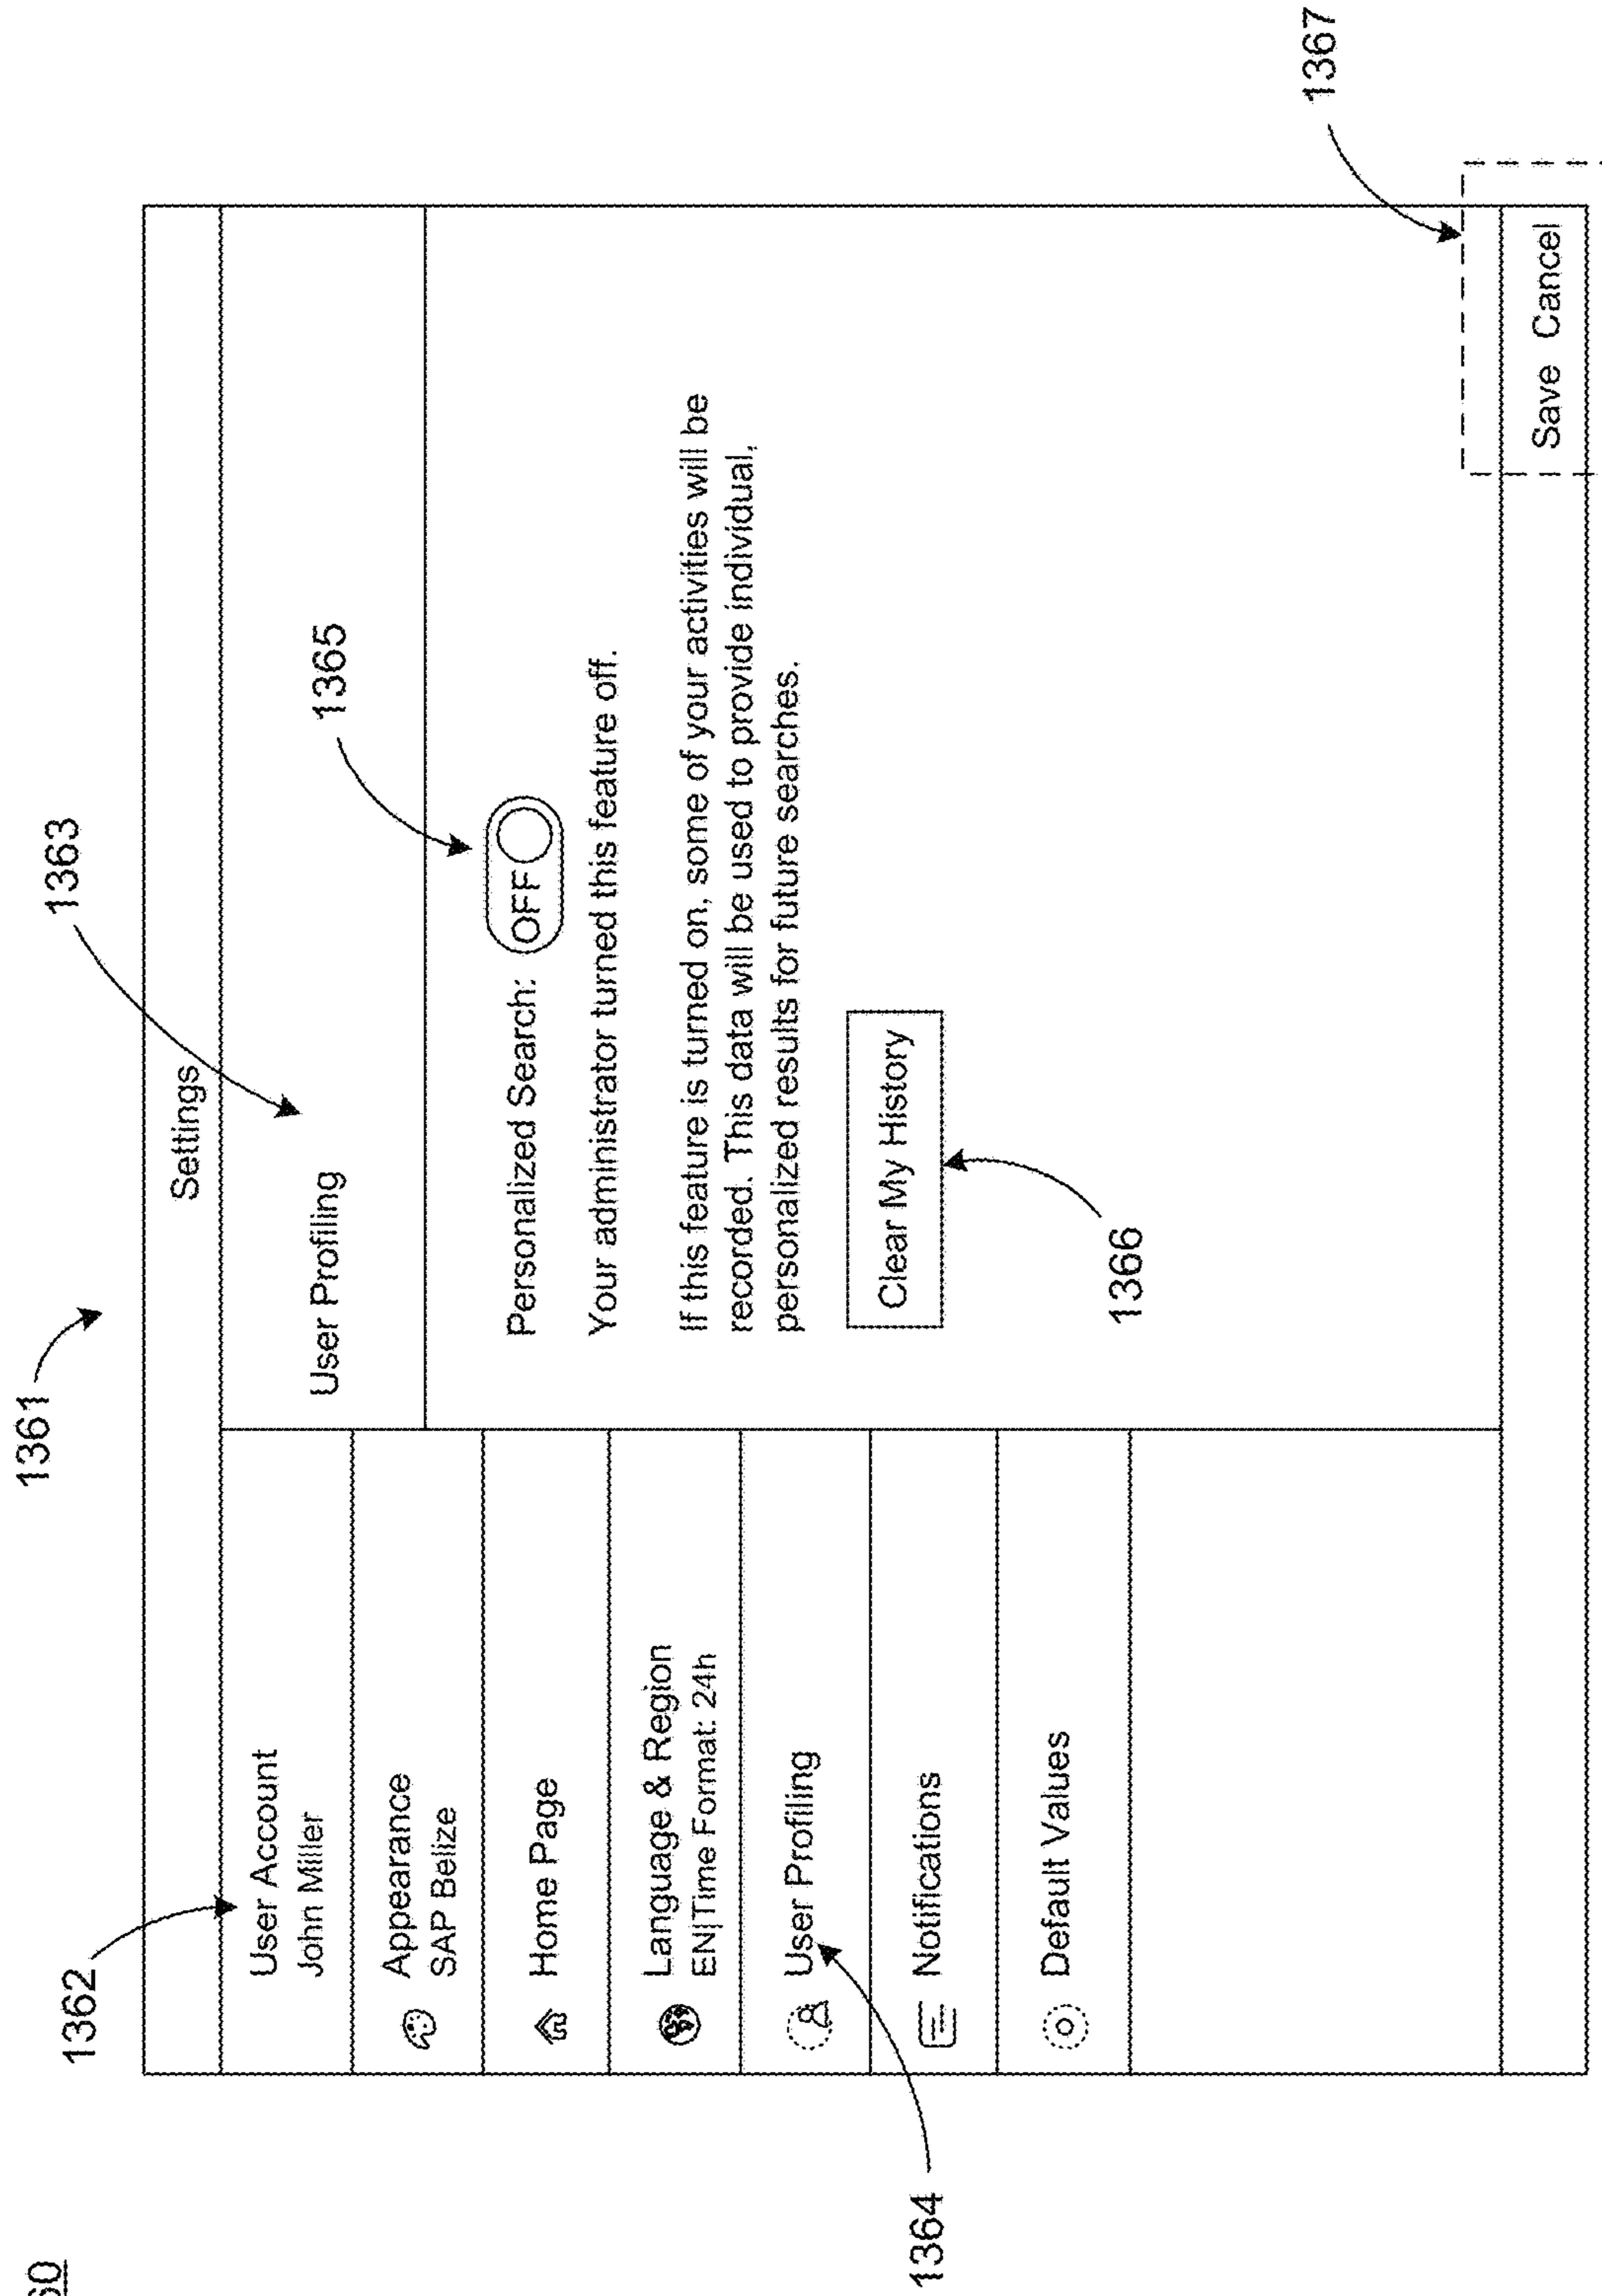 1361
1363
1362
1365
1367
Settings
User Account
John Miller
Appearance
SAP Belize
Home Page
Language & Region
EN|Time Format: 24h
User Profiling
Notifications
Default Values
User Profiling
Personalized Search: OFF
Your administrator turned this feature off.
If this feature is turned on, some of your activities will be
recorded. This data will be used to provide individual,
personalized results for future searches.
Clear My History
1366
1364
Save Cancel